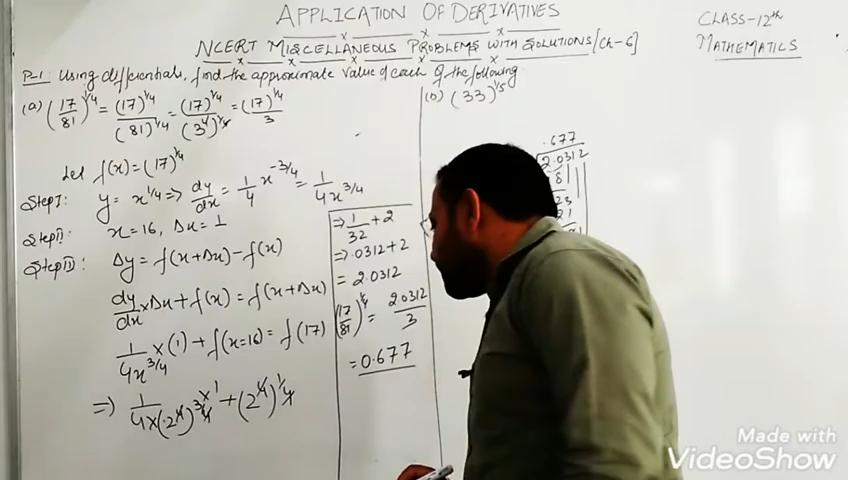 APPLICATION OF DERIVATIVES
NCERT MISCELLANEOUS PROBLEMS WITH SOLUTIONS [Ch-6]
CLASS-12th
MATHEMATICS
P-1: Using differentials, find the approximate value of each of the following
(a) (17/81)^1/4 = (17)^1/4/(81)^1/4 = (17)^1/4/(3^4)^1/4 = (17)^1/4/3
Let f(x) = (17)^1/4
Step I: y = x^1/4 => dy/dx = 1/4 x^-3/4 = 1/4x^3/4
Step II: x = 16, Δx = 1
Step III: Δy = f(x+Δx) - f(x)
dy/dx × Δx + f(x) = f(x+Δx)
1/4x^3/4 × (1) + f(x=16) = f(17)
=> 1/4×(2^4)^3×1/4 + (2^4)^1/4
=> 1/32 + 2
=> .0312 + 2
= 2.0312
(17/81)^1/4 = 2.0312/3
= 0.677
(b) (33)^1/5
.677
2.0312
Made with
VideoShow